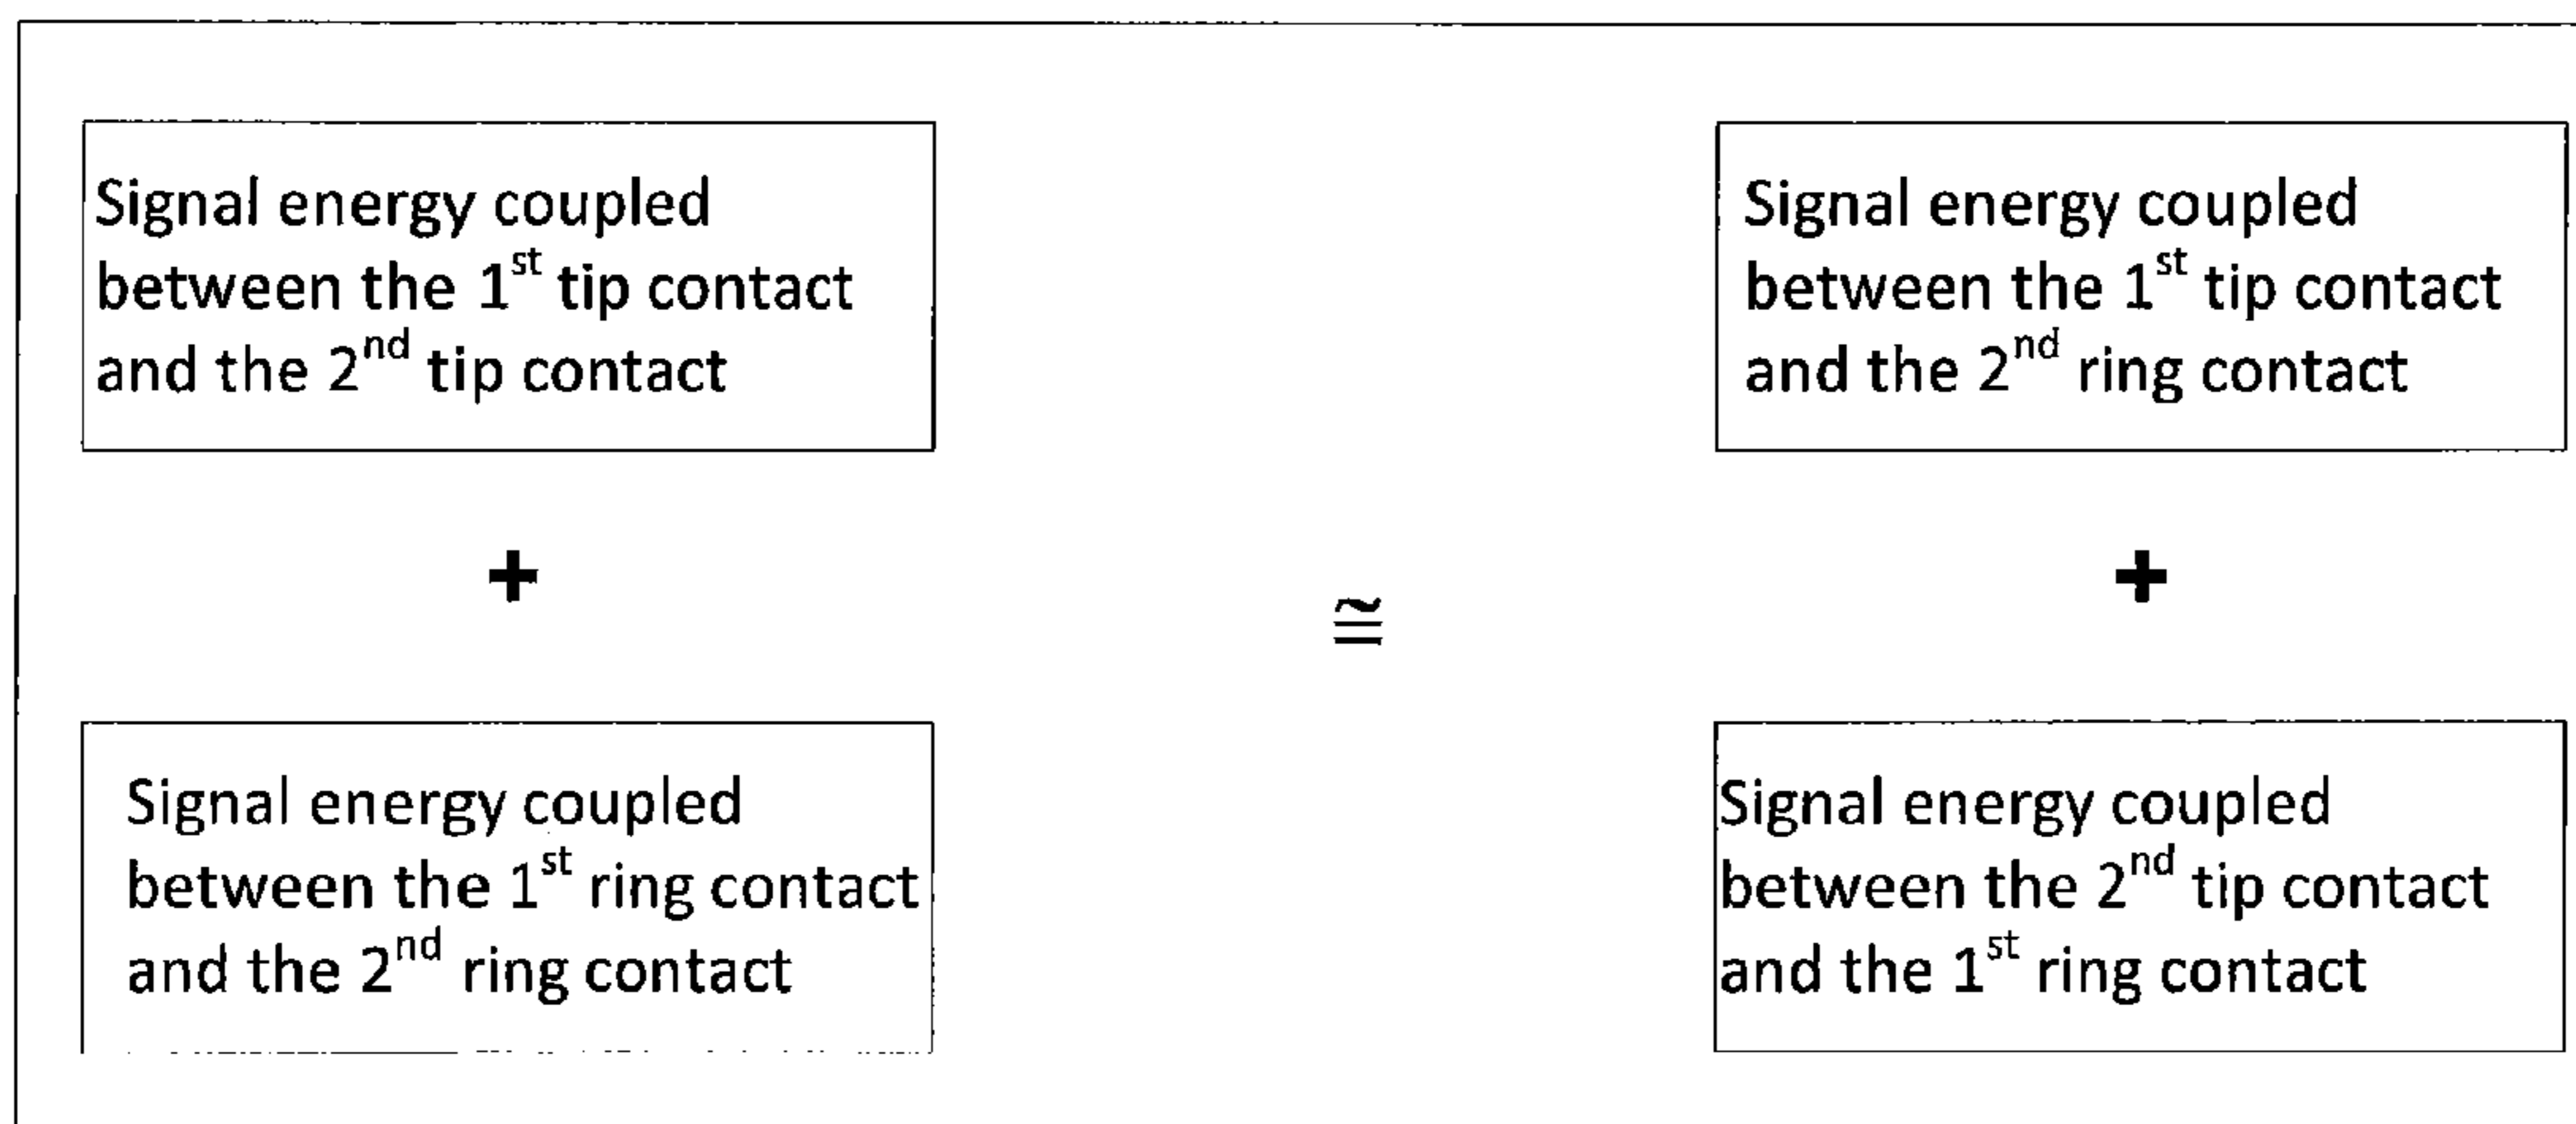 Signal energy coupled
between the 1st tip contact
and the 2nd tip contact
+
Signal energy coupled
between the 1st ring contact
and the 2nd ring contact
≅
Signal energy coupled
between the 1st tip contact
and the 2nd ring contact
+
Signal energy coupled
between the 2nd tip contact
and the 1st ring contact